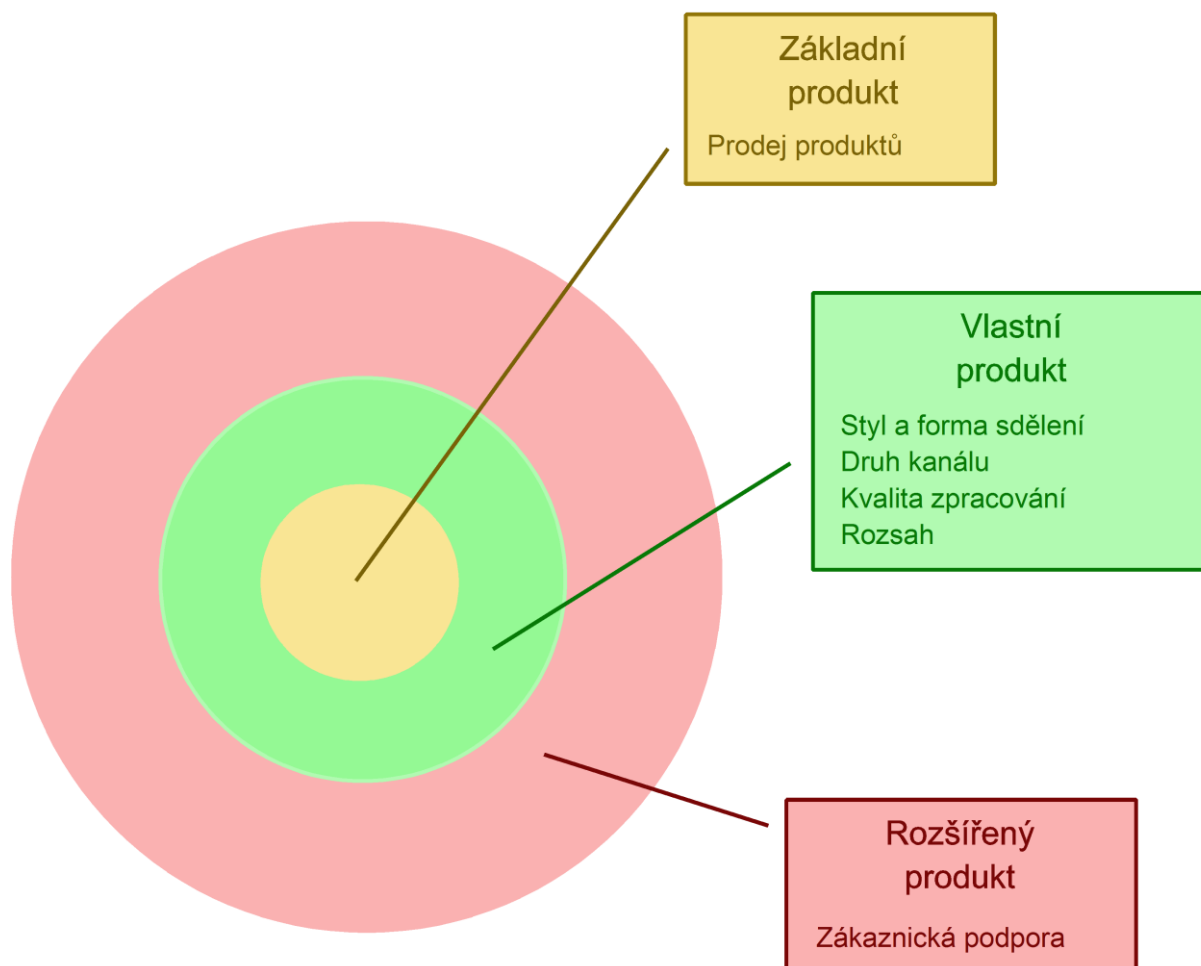 Základní
produkt
Prodej produktů
Vlastní
produkt
Styl a forma sdělení
Druh kanálu
Kvalita zpracování
Rozsah
Rozšířený
produkt
Zákaznická podpora